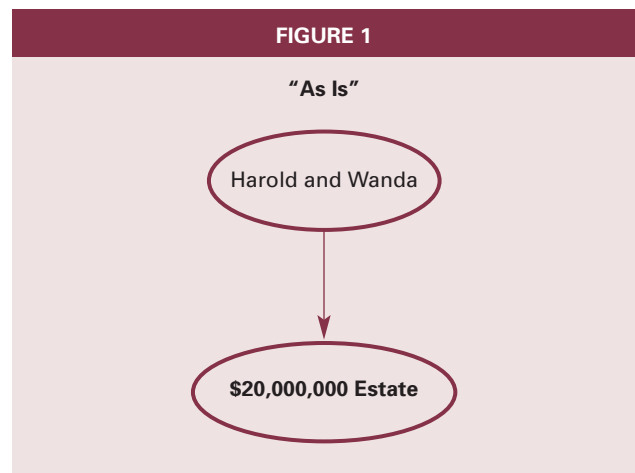 FIGURE 1
“As Is”
Harold and Wanda
$20,000,000 Estate